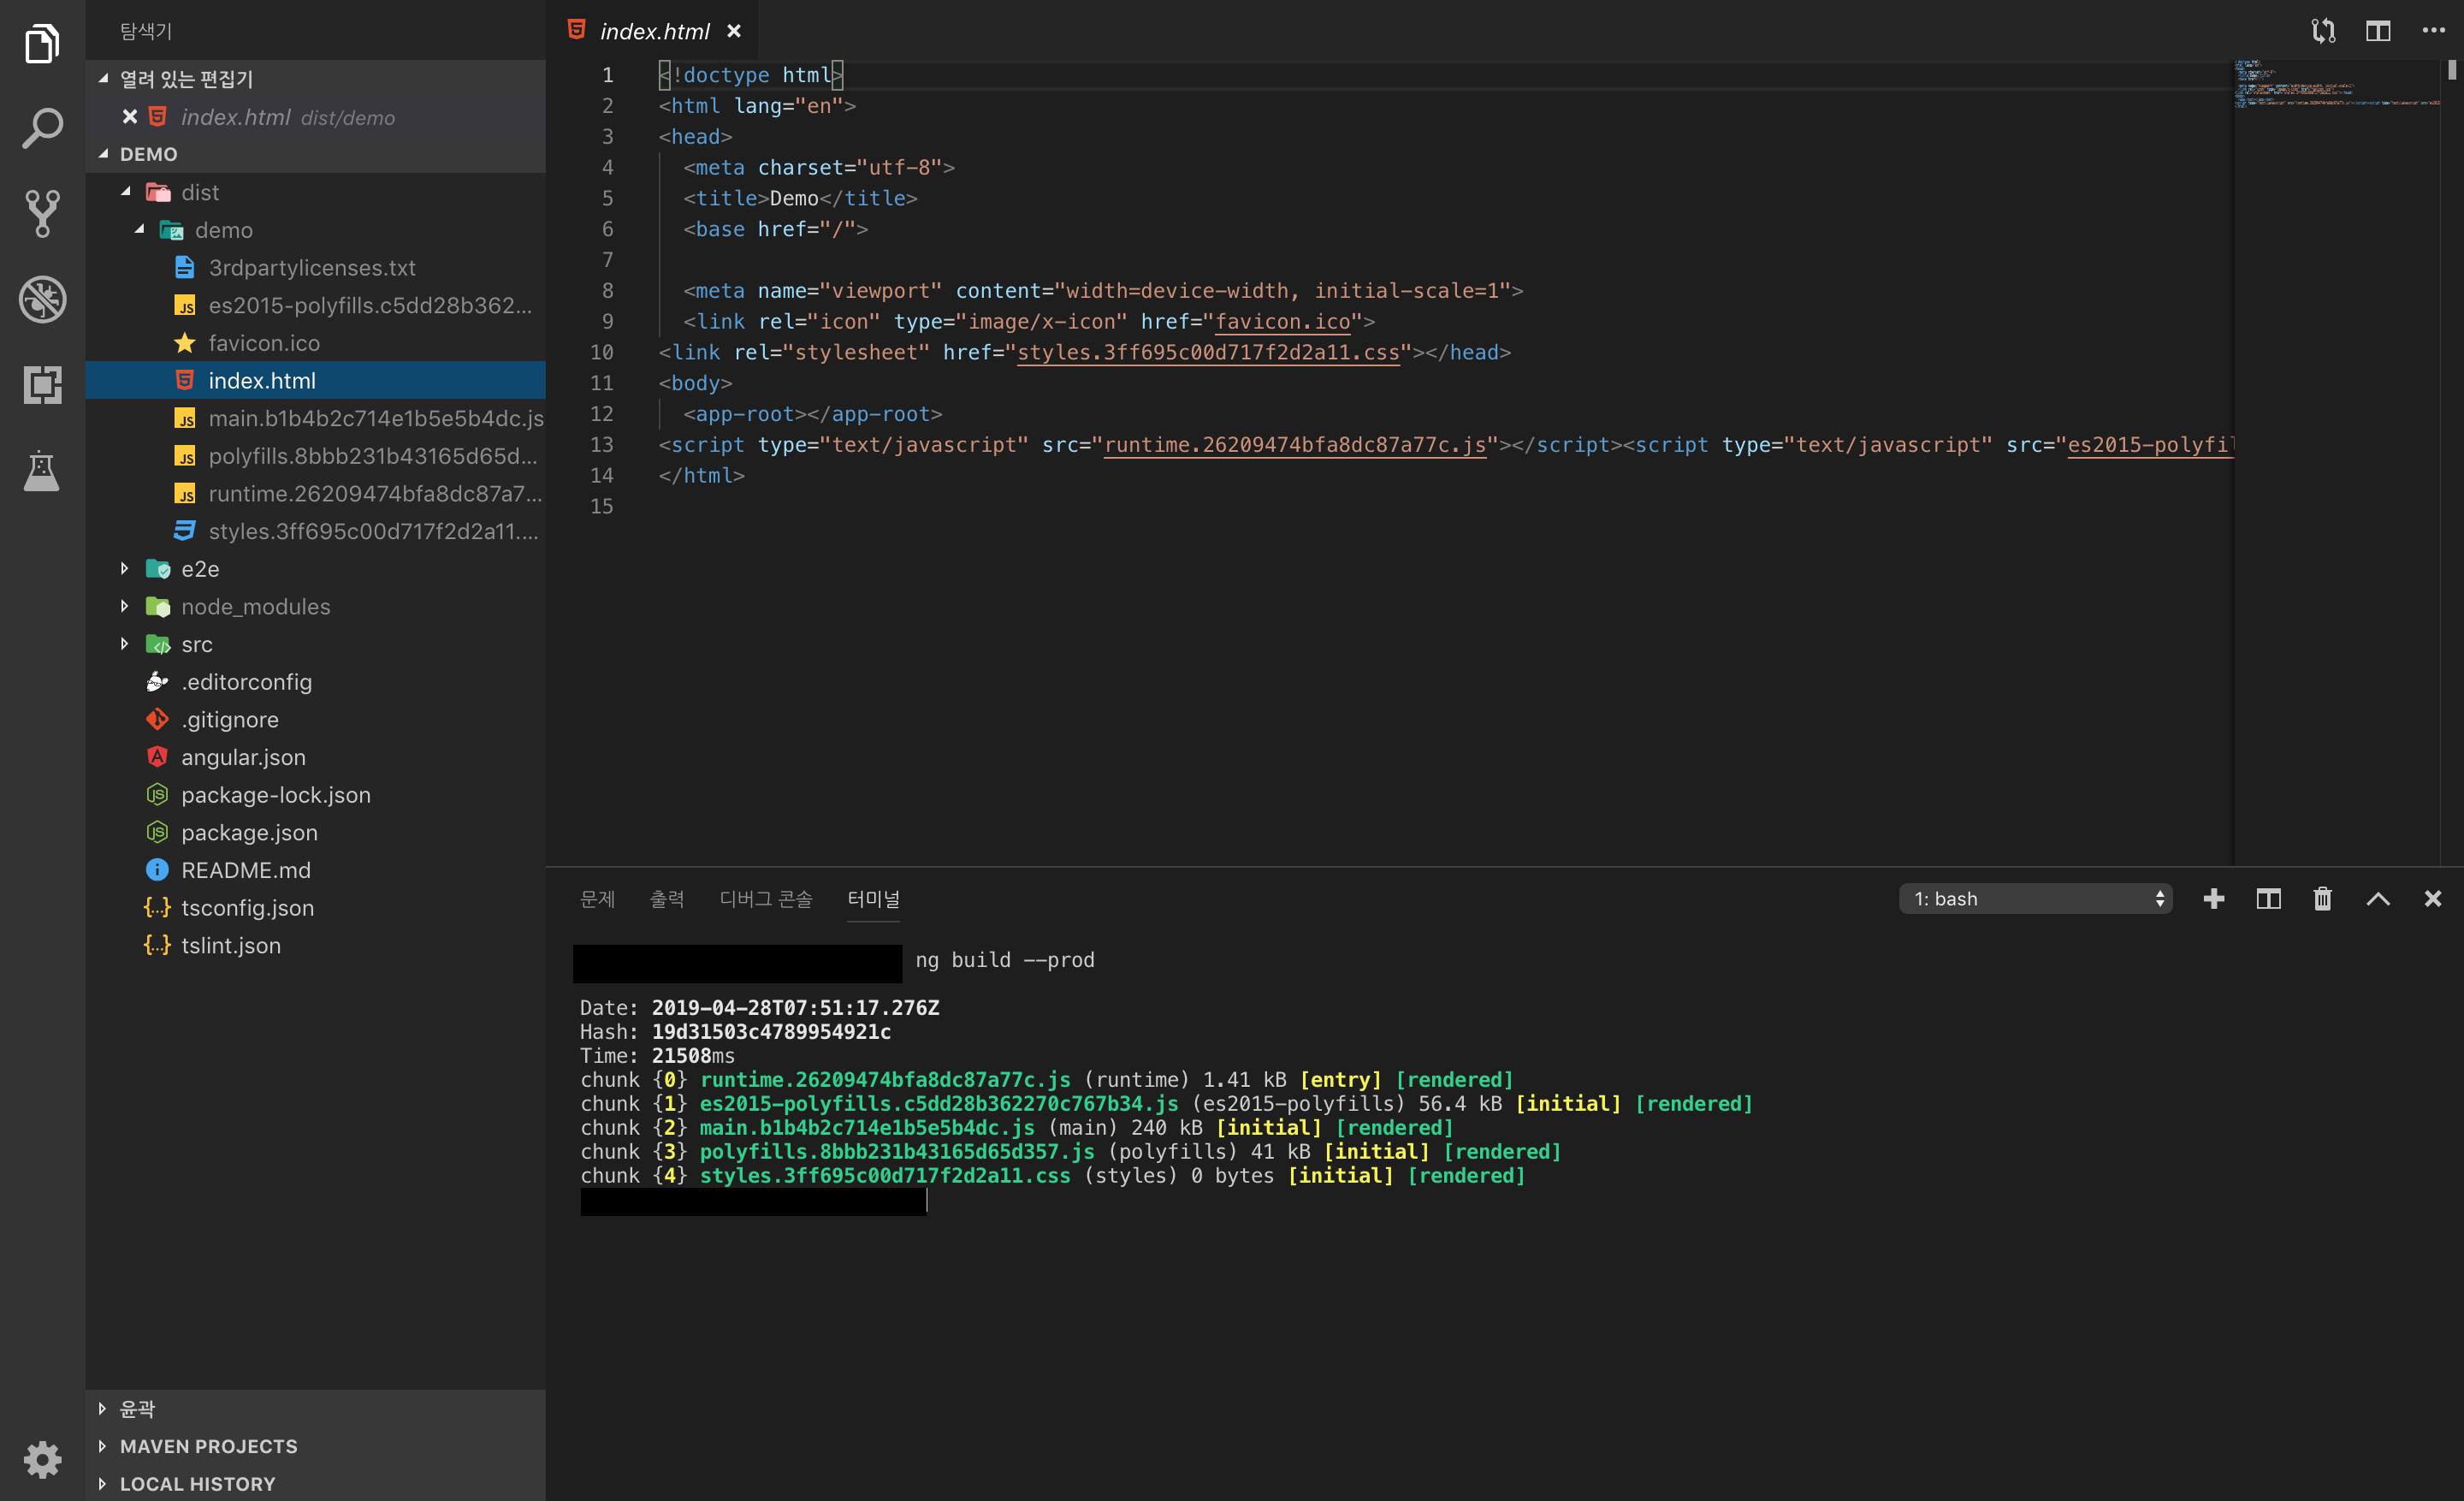 탐색기
열려 있는 편집기
index.html dist/demo
DEMO
dist
demo
3rdpartylicenses.txt
es2015-polyfills.c5dd28b362...
favicon.ico
index.html
main.b1b4b2c714e1b5e5b4dc.js
polyfills.8bbb231b43165d65d...
runtime.26209474bfa8dc87a7...
styles.3ff695c00d717f2d2a11....
e2e
node_modules
src
.editorconfig
.gitignore
angular.json
package-lock.json
package.json
README.md
tsconfig.json
tslint.json
윤곽
MAVEN PROJECTS
LOCAL HISTORY
index.html
1 <!doctype html>
2 <html lang="en">
3 <head>
4 <meta charset="utf-8">
5 <title>Demo</title>
6 <base href="/">
7
8 <meta name="viewport" content="width=device-width, initial-scale=1">
9 <link rel="icon" type="image/x-icon" href="favicon.ico">
10 <link rel="stylesheet" href="styles.3ff695c00d717f2d2a11.css"></head>
11 <body>
12 <app-root></app-root>
13 <script type="text/javascript" src="runtime.26209474bfa8dc87a77c.js"></script><script type="text/javascript" src="es2015-polyfil
14 </html>
15
문제 출력 디버그 콘솔 터미널 1: bash
ng build --prod
Date: 2019-04-28T07:51:17.276Z
Hash: 19d31503c4789954921c
Time: 21508ms
chunk {0} runtime.26209474bfa8dc87a77c.js (runtime) 1.41 kB [entry] [rendered]
chunk {1} es2015-polyfills.c5dd28b362270c767b34.js (es2015-polyfills) 56.4 kB [initial] [rendered]
chunk {2} main.b1b4b2c714e1b5e5b4dc.js (main) 240 kB [initial] [rendered]
chunk {3} polyfills.8bbb231b43165d65d357.js (polyfills) 41 kB [initial] [rendered]
chunk {4} styles.3ff695c00d717f2d2a11.css (styles) 0 bytes [initial] [rendered]